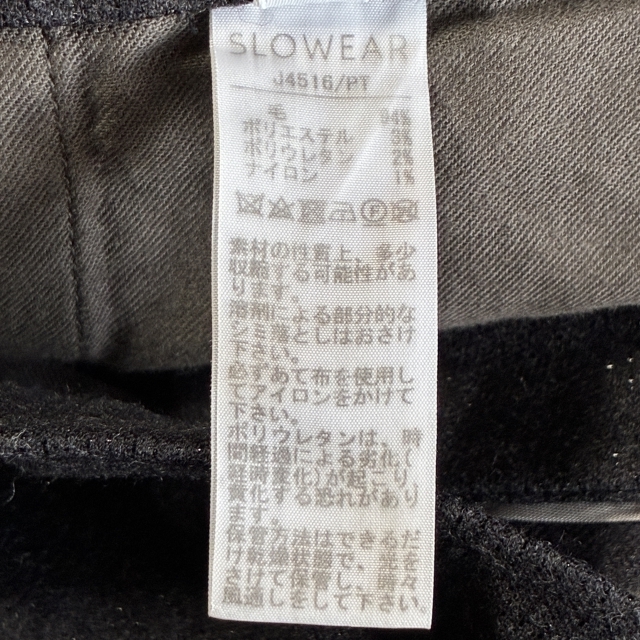 SLOWEAR
J4516/PT
毛 94%
ポリエステル 3%
ポリウレタン 2%
ナイロン 1%
素材の性質上、多少
収縮する可能性があ
ります。
溶剤による部分的な
シミ落としはおさけ
下さい。
必ずあて布を使用し
てアイロンをかけて
下さい。
ポリウレタンは、時
間経過による劣化(
経時変化)が起こり
質化する恐れがあり
ます。
保管方法はできるだ
け乾燥状態で、光を
さけて保管し、時々
風通しをして下さい。